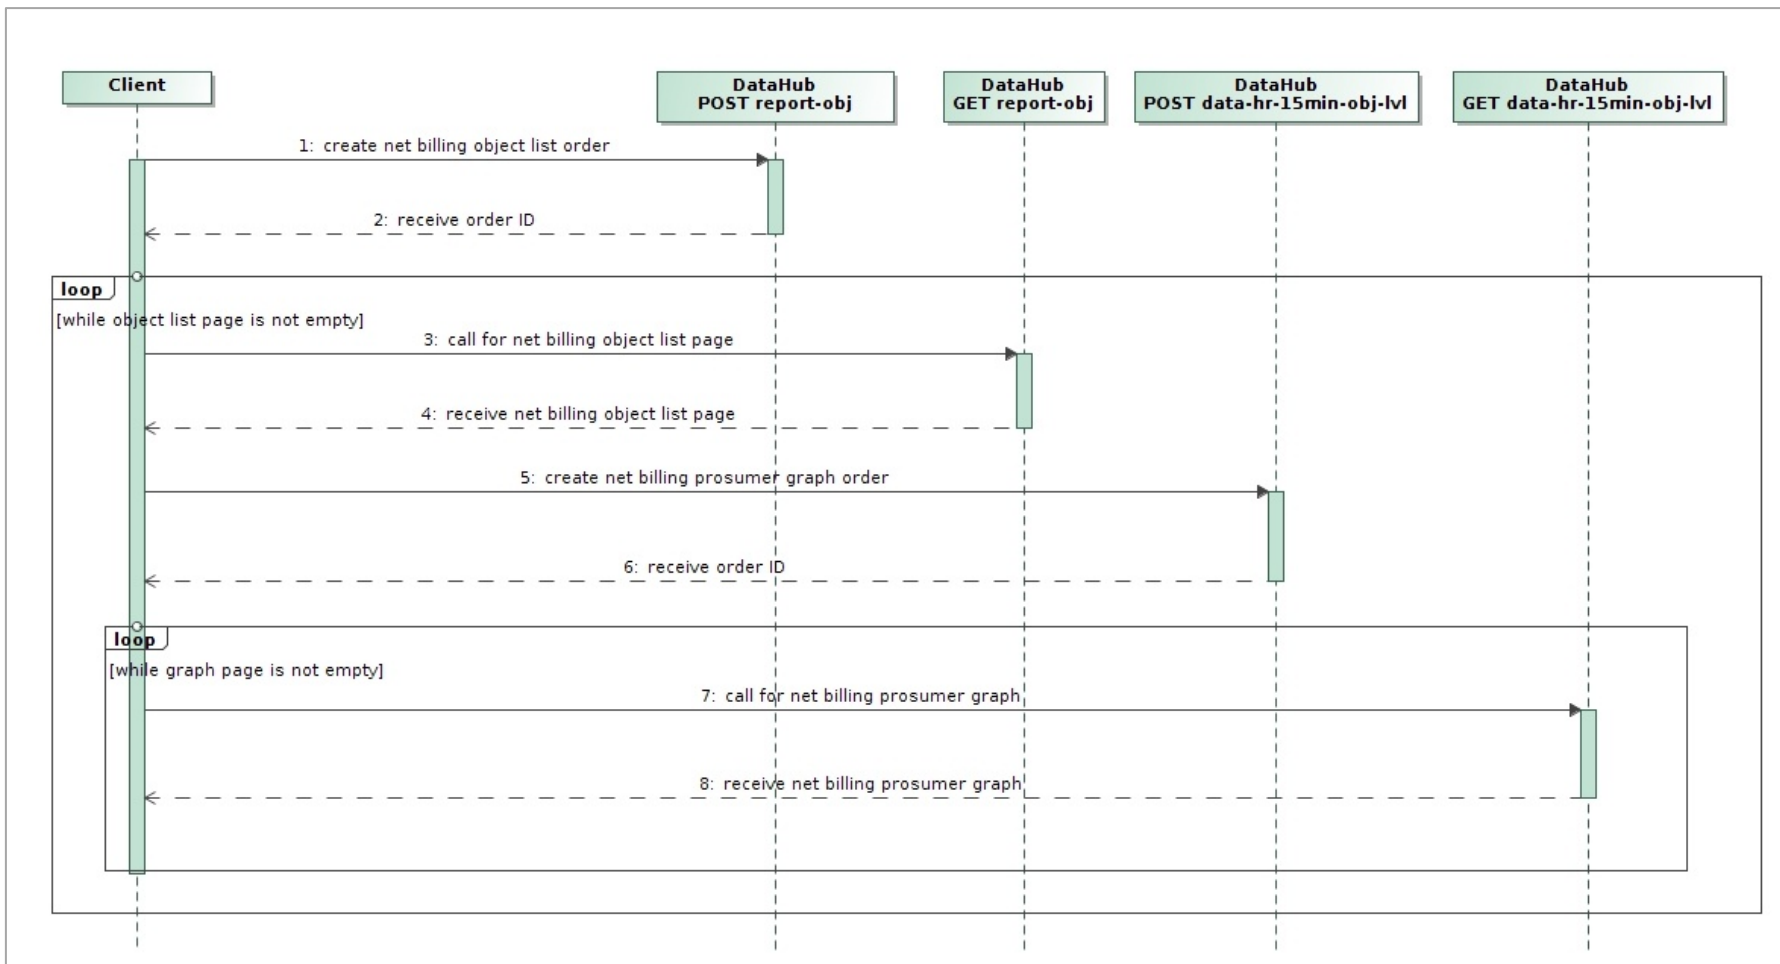 Client
DataHub
POST report-obj
DataHub
GET report-obj
DataHub
POST data-hr-15min-obj-lvl
DataHub
GET data-hr-15min-obj-lvl
1: create net billing object list order
2: receive order ID
loop
[while object list page is not empty]
3: call for net billing object list page
4: receive net billing object list page
5: create net billing prosumer graph order
6: receive order ID
loop
[while graph page is not empty]
7: call for net billing prosumer graph
8: receive net billing prosumer graph